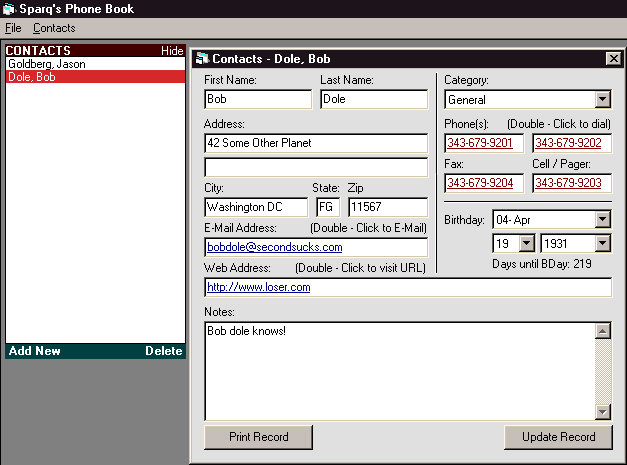 Sparq's Phone Book
File Contacts
CONTACTS Hide
Goldberg, Jason
Dole, Bob
Add New Delete
Contacts - Dole, Bob
First Name: Last Name:
Bob Dole
Address:
42 Some Other Planet
City: State: Zip
Washington DC FG 11567
E-Mail Address: (Double - Click to E-Mail)
bobdole@secondsucks.com
Web Address: (Double - Click to visit URL)
http://www.loser.com
Category:
General
Phone(s): (Double - Click to dial)
343-679-9201 343-679-9202
Fax: Cell / Pager:
343-679-9204 343-679-9203
Birthday: 04- Apr
19 1931
Days until BDay: 219
Notes:
Bob dole knows!
Print Record Update Record